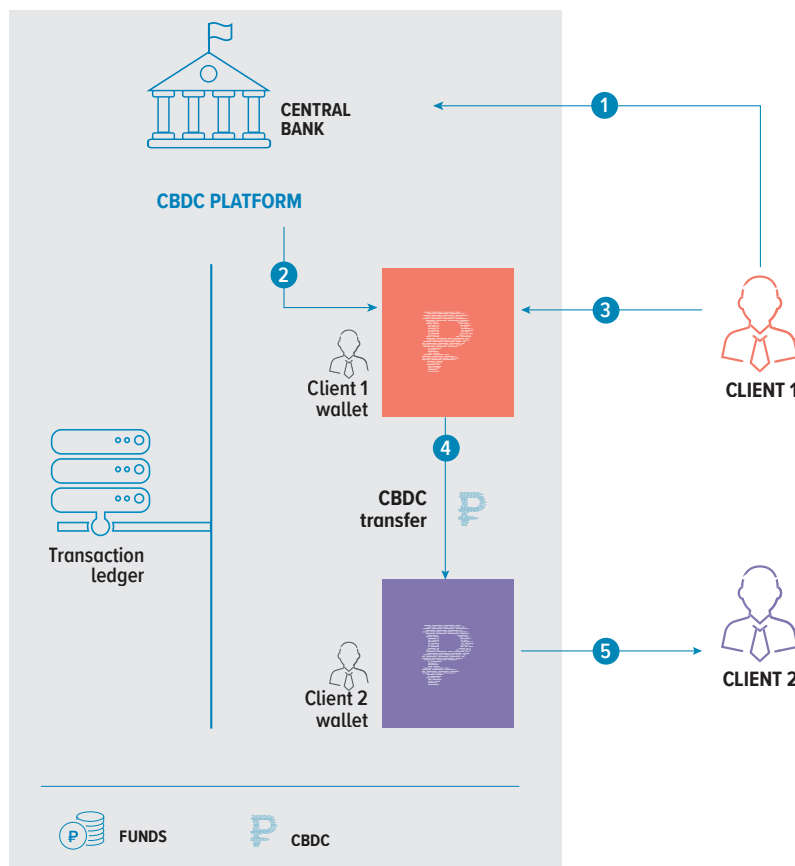 1
CENTRAL
BANK
CBDC PLATFORM
2
3
Client 1
wallet
CLIENT 1
4
CBDC
transfer
Transaction
ledger
5
Client 2
wallet
CLIENT 2
₽
FUNDS
CBDC